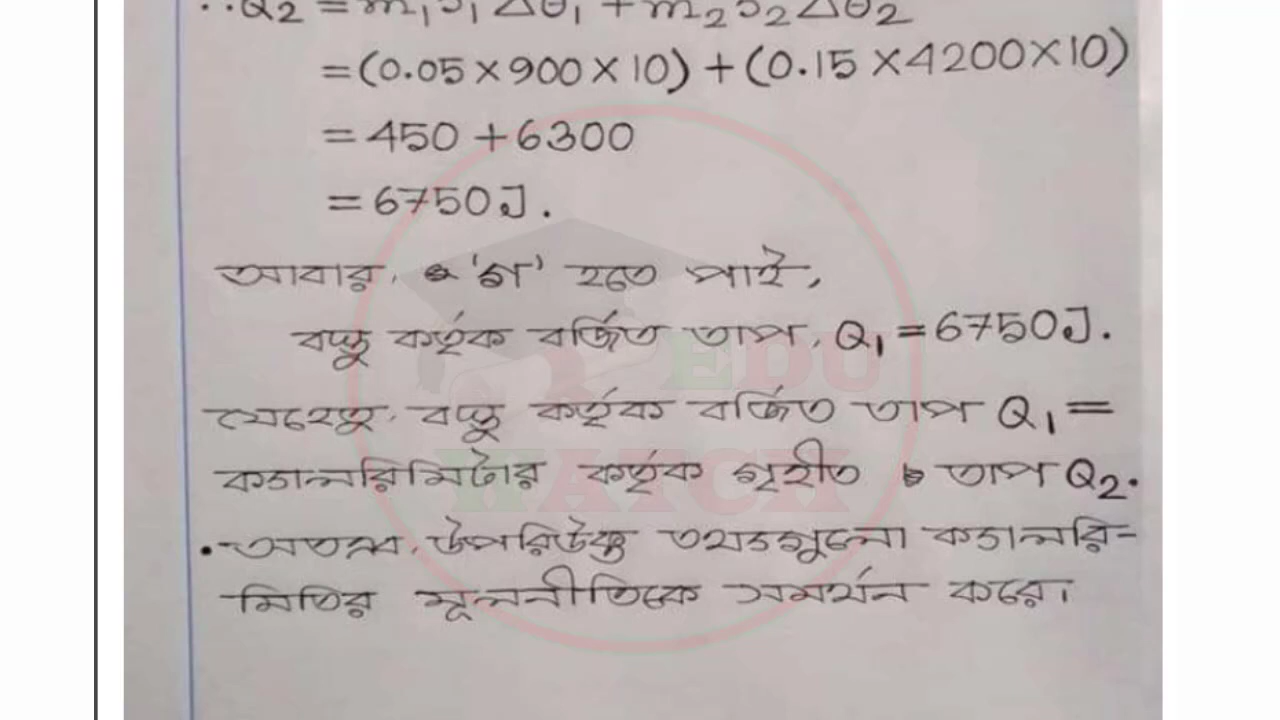 ∴Q₂ = m₁s₁Δθ₁ + m₂s₂Δθ₂
=(0.05×900×10)+(0.15×4200×10)
=450+6300
=6750J.
আবার, 'গ' হতে পাই,
বস্তু কর্তৃক বর্জিত তাপ, Q₁=6750J.
যেহেতু, বস্তু কর্তৃক বর্জিত তাপ Q₁=
ক্যালরিমিটার কর্তৃক গৃহীত তাপ Q₂.
•অতএব, উপরিউক্ত তথ্যগুলো ক্যালরি-
মিতির মূলনীতিকে সমর্থন করে।
EDU
WATCH